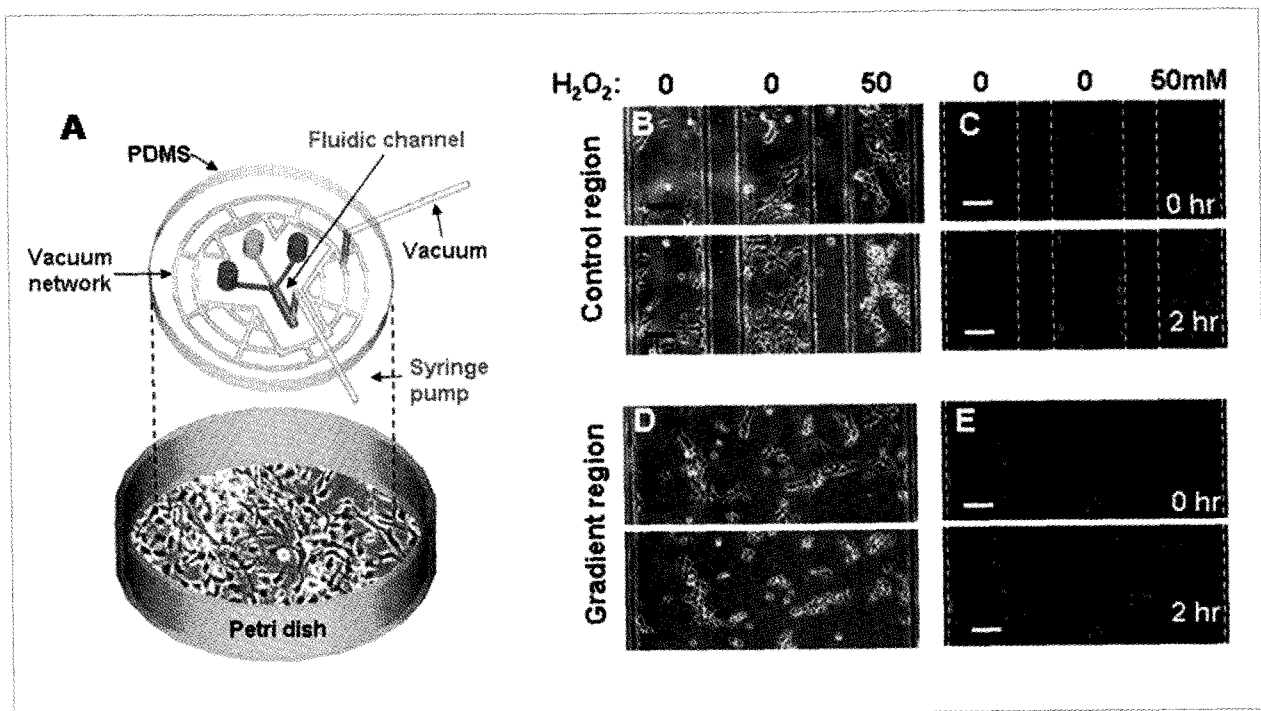 A
PDMS
Fluidic channel
Vacuum
network
Vacuum
Syringe
pump
Petri dish
H₂O₂: 0 0 50 0 0 50mM
Control region
B
C
0 hr
2 hr
Gradient region
D
E
0 hr
2 hr